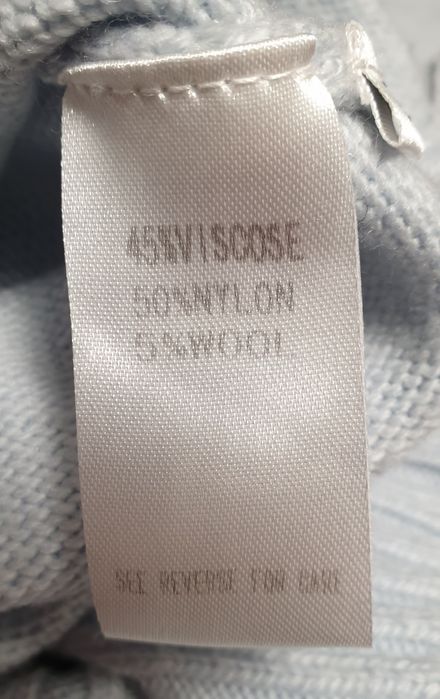 45%VISCOSE
50%NYLON
5%WOOL
SEE REVERSE FOR CARE